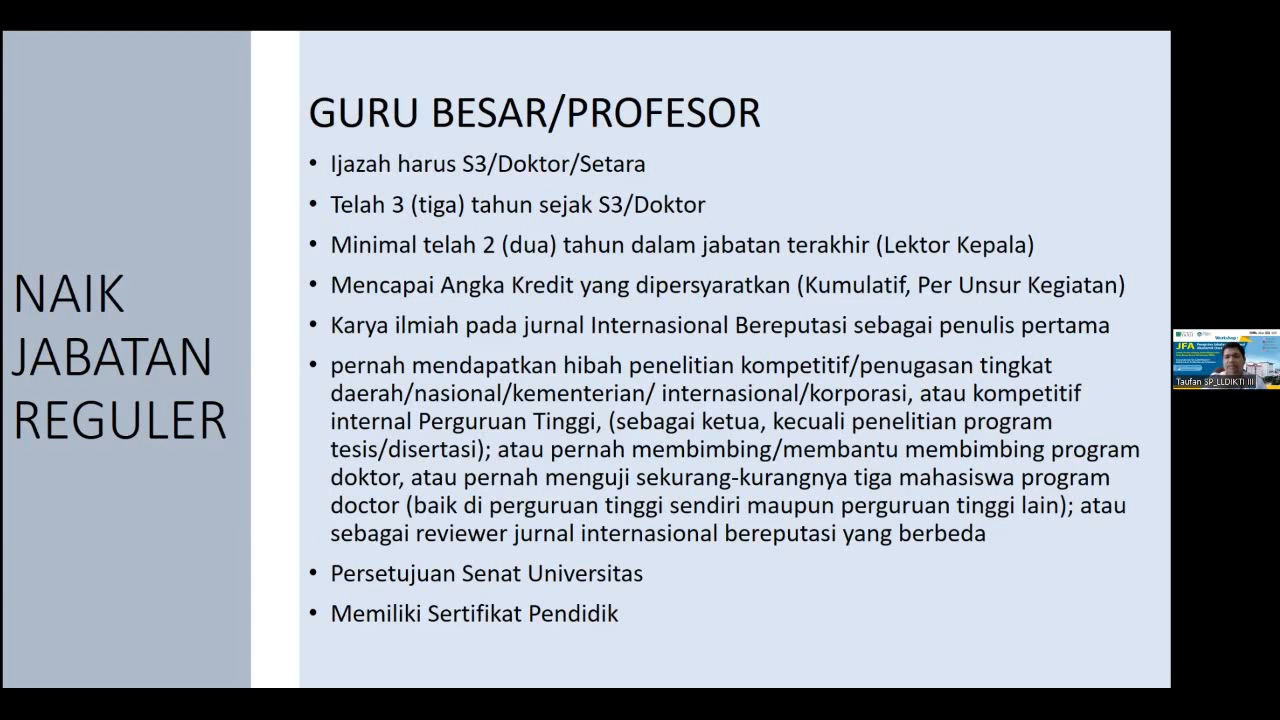 NAIK
JABATAN
REGULER
GURU BESAR/PROFESOR
• Ijazah harus S3/Doktor/Setara
• Telah 3 (tiga) tahun sejak S3/Doktor
• Minimal telah 2 (dua) tahun dalam jabatan terakhir (Lektor Kepala)
• Mencapai Angka Kredit yang dipersyaratkan (Kumulatif, Per Unsur Kegiatan)
• Karya ilmiah pada jurnal Internasional Bereputasi sebagai penulis pertama
• pernah mendapatkan hibah penelitian kompetitif/penugasan tingkat
daerah/nasional/kementerian/ internasional/korporasi, atau kompetitif
internal Perguruan Tinggi, (sebagai ketua, kecuali penelitian program
tesis/disertasi); atau pernah membimbing/membantu membimbing program
doktor, atau pernah menguji sekurang-kurangnya tiga mahasiswa program
doctor (baik di perguruan tinggi sendiri maupun perguruan tinggi lain); atau
sebagai reviewer jurnal internasional bereputasi yang berbeda
• Persetujuan Senat Universitas
• Memiliki Sertifikat Pendidik
Workshop
JFA
Taufan SP_LLDIKTI III